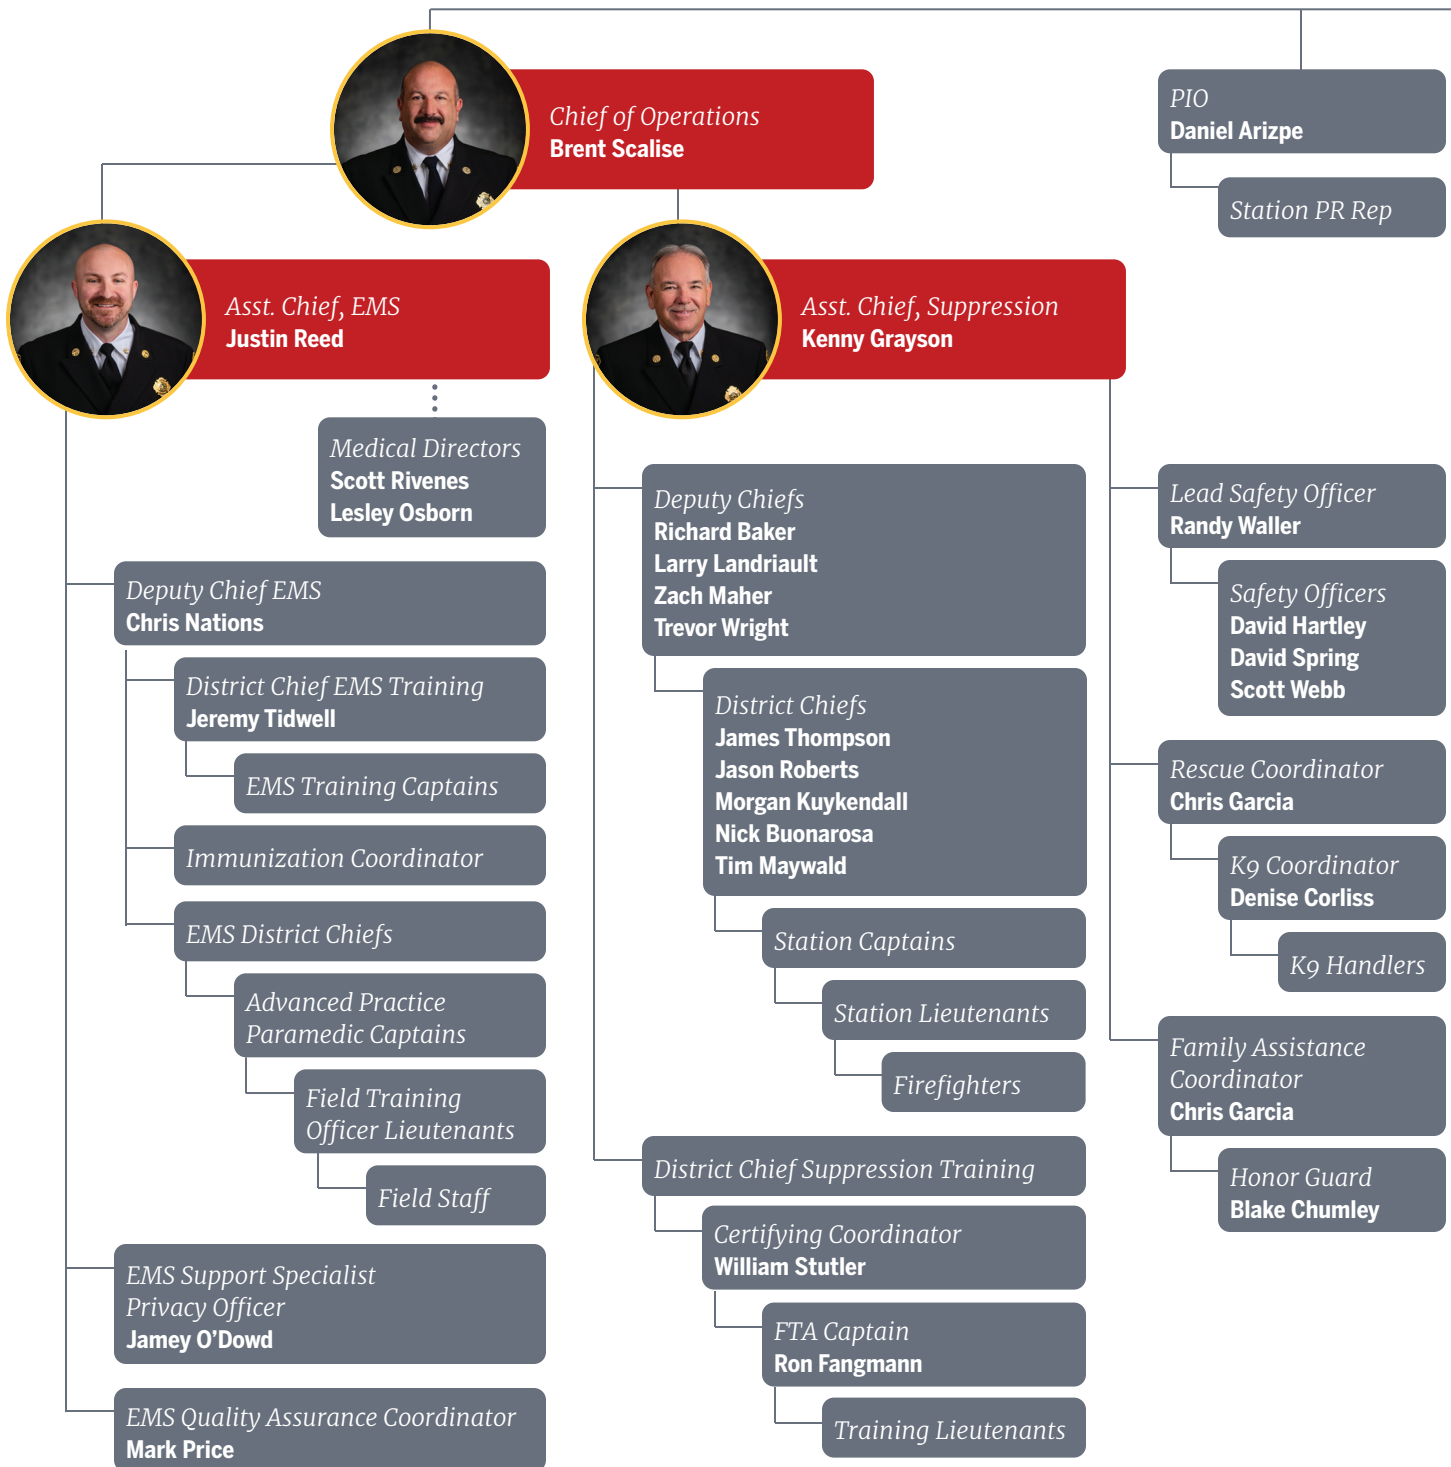 Chief of Operations
Brent Scalise
PIO
Daniel Arizpe
Station PR Rep
Asst. Chief, EMS
Justin Reed
Asst. Chief, Suppression
Kenny Grayson
Medical Directors
Scott Rivenes
Lesley Osborn
Deputy Chief EMS
Chris Nations
District Chief EMS Training
Jeremy Tidwell
EMS Training Captains
Immunization Coordinator
EMS District Chiefs
Advanced Practice
Paramedic Captains
Field Training
Officer Lieutenants
Field Staff
EMS Support Specialist
Privacy Officer
Jamey O’Dowd
EMS Quality Assurance Coordinator
Mark Price
Deputy Chiefs
Richard Baker
Larry Landriault
Zach Maher
Trevor Wright
District Chiefs
James Thompson
Jason Roberts
Morgan Kuykendall
Nick Buonarosa
Tim Maywald
Station Captains
Station Lieutenants
Firefighters
District Chief Suppression Training
Certifying Coordinator
William Stutler
FTA Captain
Ron Fangmann
Training Lieutenants
Lead Safety Officer
Randy Waller
Safety Officers
David Hartley
David Spring
Scott Webb
Rescue Coordinator
Chris Garcia
K9 Coordinator
Denise Corliss
K9 Handlers
Family Assistance
Coordinator
Chris Garcia
Honor Guard
Blake Chumley